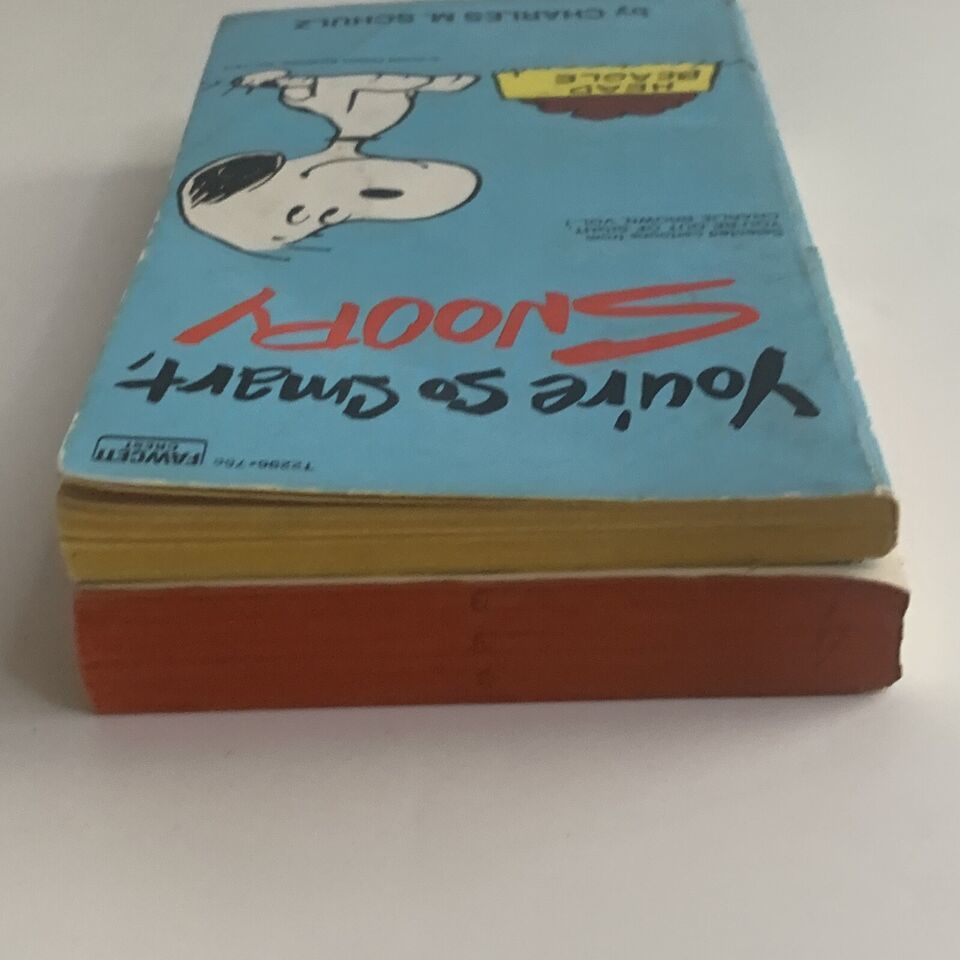 T2296•75¢
FAWCETT
CREST
You're So Smart,
SNOOPY
Selected cartoons from
YOU'RE OUT OF SIGHT,
CHARLIE BROWN, VOL. I
HEAD
BEAGLE
by CHARLES M. SCHULZ